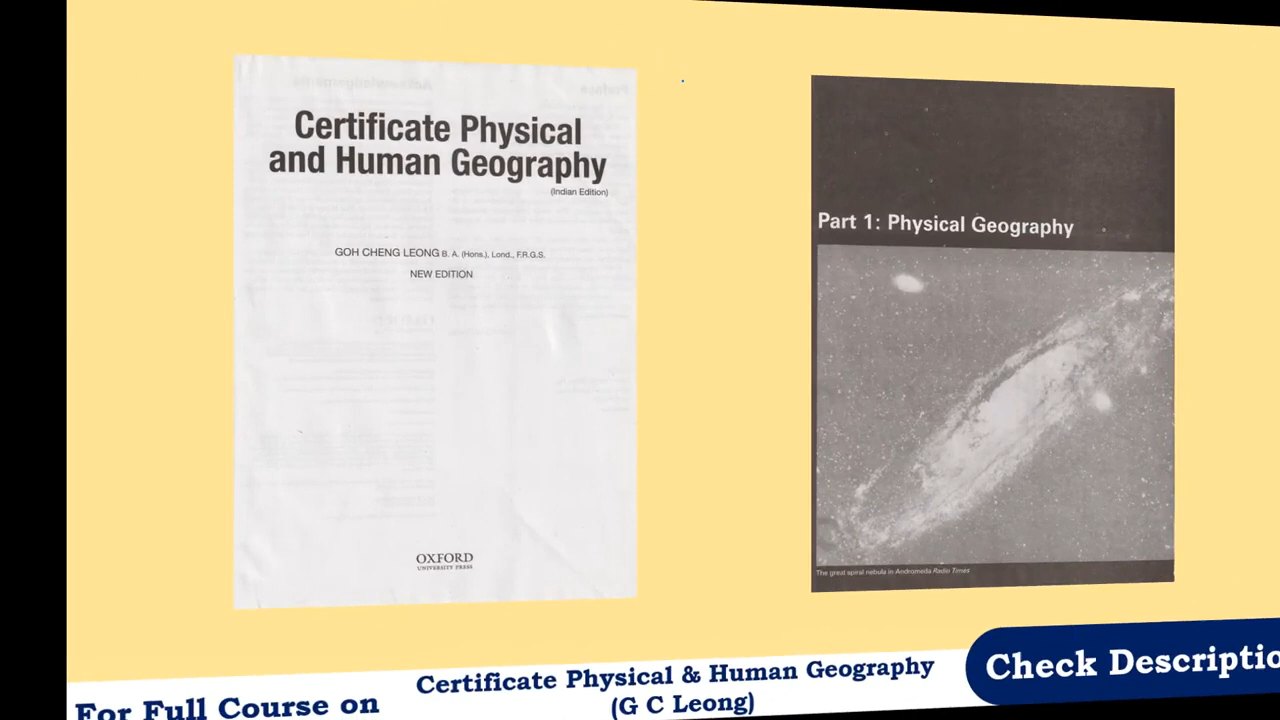 Certificate Physical
and Human Geography
(Indian Edition)
GOH CHENG LEONG B. A. (Hons.), Lond., F.R.G.S.
NEW EDITION
OXFORD
UNIVERSITY PRESS
Part 1: Physical Geography
The great spiral nebula in Andromeda Radio Times
For Full Course on
Certificate Physical & Human Geography
(G C Leong)
Check Descriptio